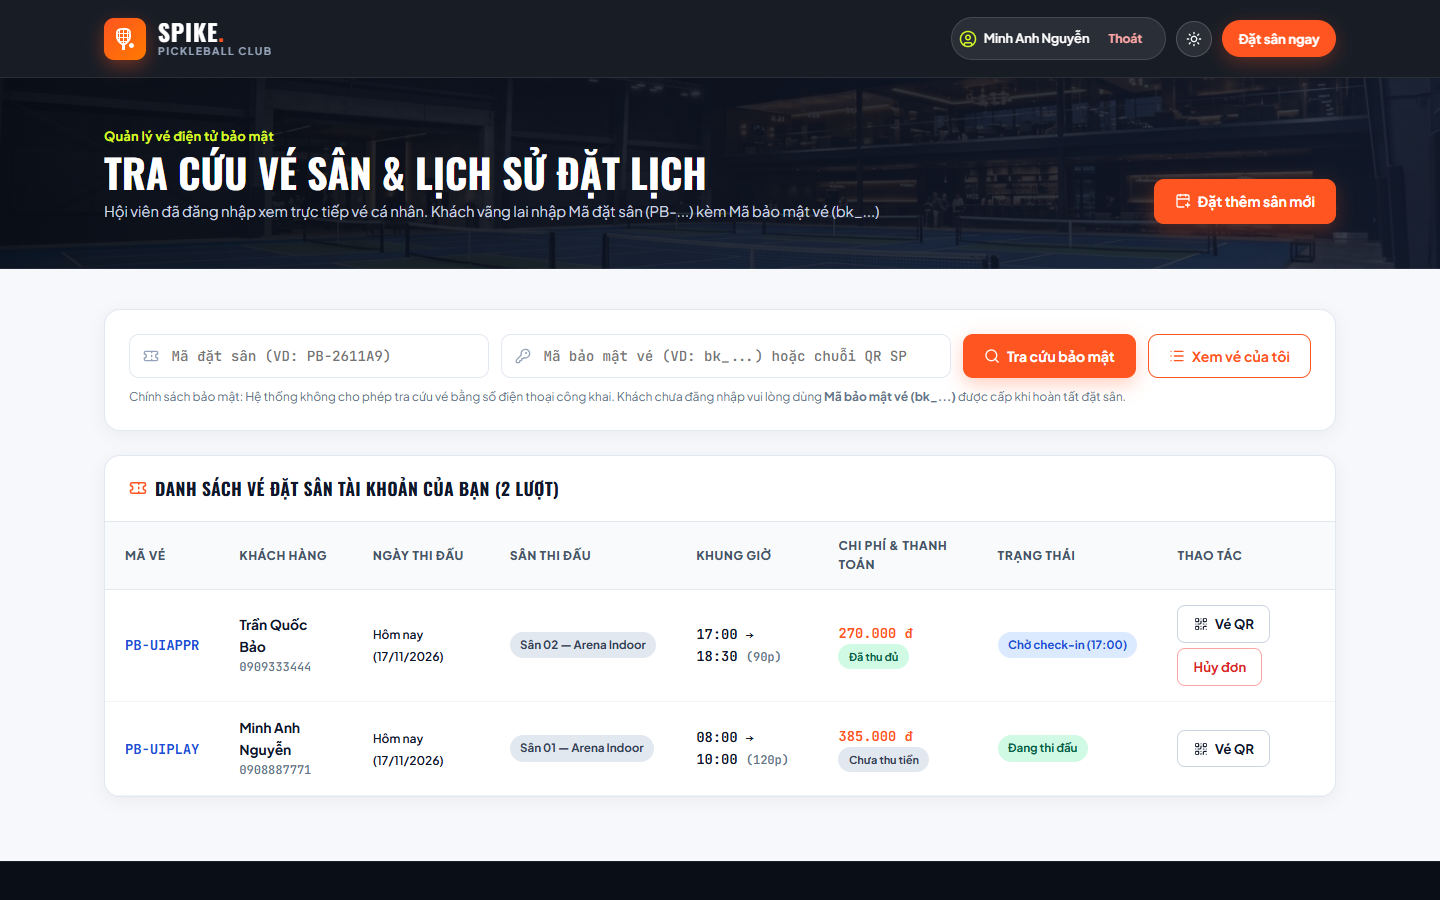 SPIKE.
PICKLEBALL CLUB
Minh Anh Nguyễn
Thoát
Đặt sân ngay
Quản lý vé điện tử bảo mật
TRA CỨU VÉ SÂN & LỊCH SỬ ĐẶT LỊCH
Hội viên đã đăng nhập xem trực tiếp vé cá nhân. Khách vãng lai nhập Mã đặt sân (PB-...) kèm Mã bảo mật vé (bk_...)
Đặt thêm sân mới
Mã đặt sân (VD: PB-2611A9)
Mã bảo mật vé (VD: bk_...) hoặc chuỗi QR SP
Tra cứu bảo mật
Xem vé của tôi
Chính sách bảo mật: Hệ thống không cho phép tra cứu vé bằng số điện thoại công khai. Khách chưa đăng nhập vui lòng dùng Mã bảo mật vé (bk_...) được cấp khi hoàn tất đặt sân.
DANH SÁCH VÉ ĐẶT SÂN TÀI KHOẢN CỦA BẠN (2 LƯỢT)
MÃ VÉ
KHÁCH HÀNG
NGÀY THI ĐẤU
SÂN THI ĐẤU
KHUNG GIỜ
CHI PHÍ & THANH
TOÁN
TRẠNG THÁI
THAO TÁC
PB-UIAPPR
Trần Quốc
Bảo
0909333444
Hôm nay
(17/11/2026)
Sân 02 — Arena Indoor
17:00 →
18:30 (90p)
270.000 đ
Đã thu đủ
Chờ check-in (17:00)
Vé QR
Hủy đơn
PB-UIPLAY
Minh Anh
Nguyễn
0908887771
Hôm nay
(17/11/2026)
Sân 01 — Arena Indoor
08:00 →
10:00 (120p)
385.000 đ
Chưa thu tiền
Đang thi đấu
Vé QR